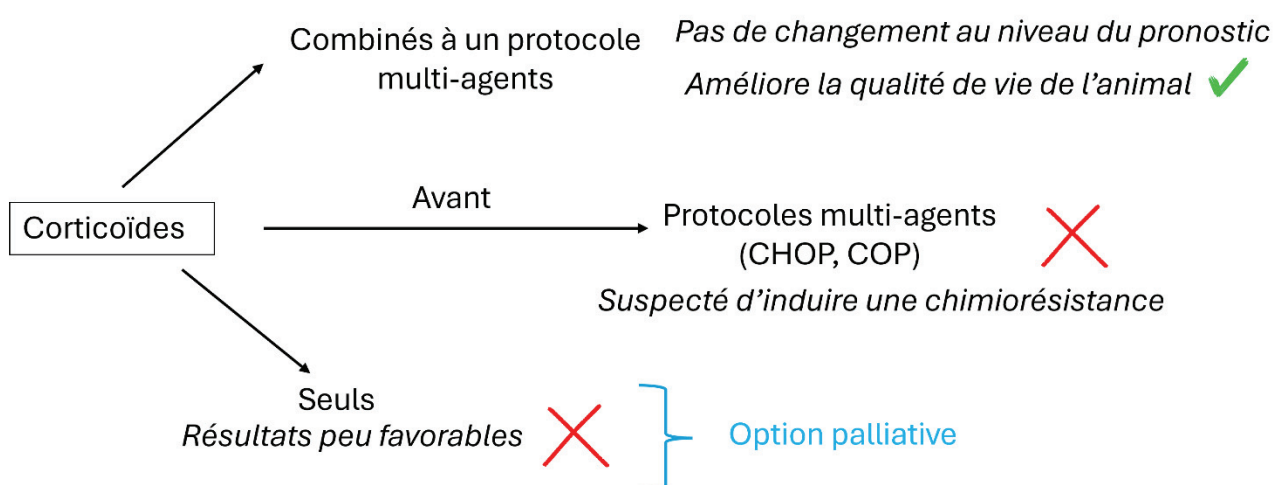 Combinés à un protocole
multi-agents
Pas de changement au niveau du pronostic
Améliore la qualité de vie de l'animal
Corticoïdes
Avant
Protocoles multi-agents
(CHOP, COP)
Suspecté d'induire une chimiorésistance
Seuls
Résultats peu favorables
Option palliative